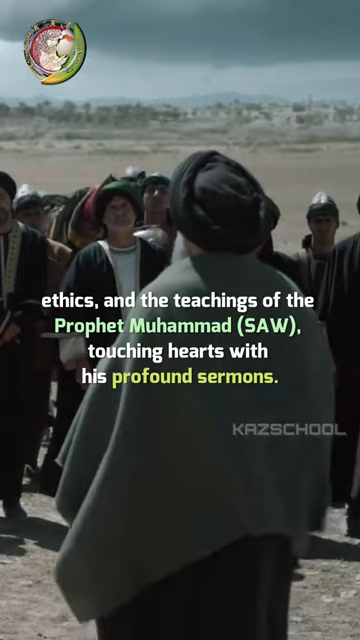 ethics, and the teachings of the
Prophet Muhammad (SAW),
touching hearts with
his profound sermons.
KAZSCHOOL